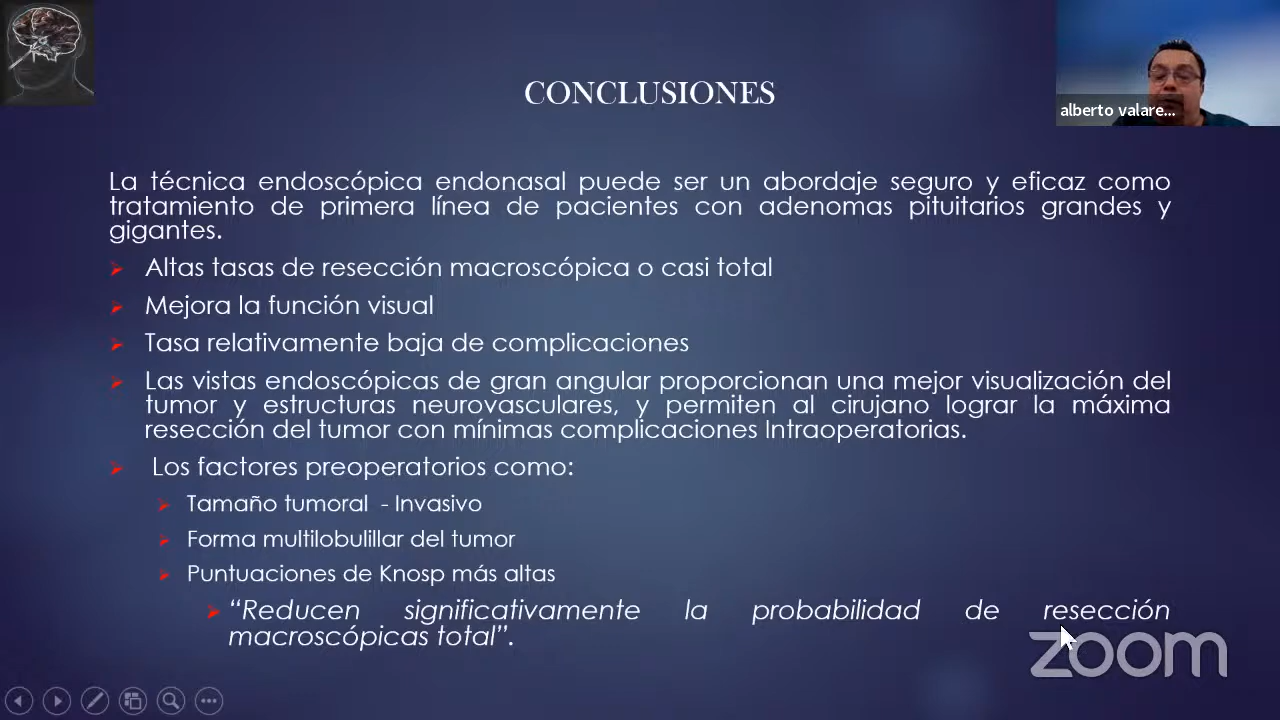 CONCLUSIONES
alberto valare...
La técnica endoscópica endonasal puede ser un abordaje seguro y eficaz como
tratamiento de primera línea de pacientes con adenomas pituitarios grandes y
gigantes.
Altas tasas de resección macroscópica o casi total
Mejora la función visual
Tasa relativamente baja de complicaciones
Las vistas endoscópicas de gran angular proporcionan una mejor visualización del
tumor y estructuras neurovasculares, y permiten al cirujano lograr la máxima
resección del tumor con mínimas complicaciones Intraoperatorias.
Los factores preoperatorios como:
Tamaño tumoral - Invasivo
Forma multilobulillar del tumor
Puntuaciones de Knosp más altas
“Reducen significativamente la probabilidad de resección
macroscópicas total”.
zoom